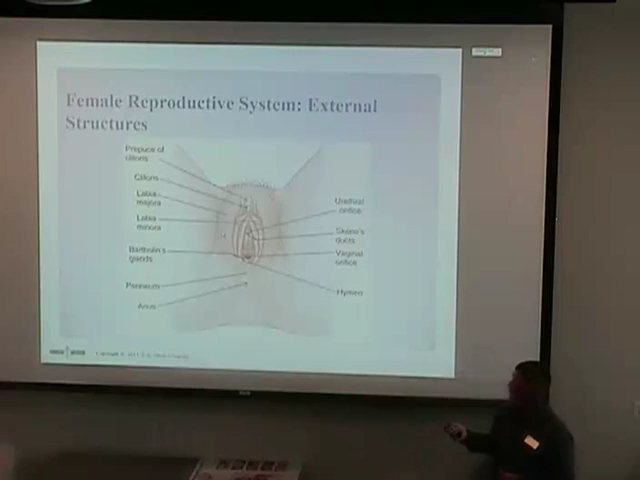 Female Reproductive System: External
Structures
Prepuce of
clitoris
Clitoris
Labia
majora
Labia
minora
Bartholin's
glands
Perineum
Anus
Urethral
orifice
Skene's
ducts
Vaginal
orifice
Hymen